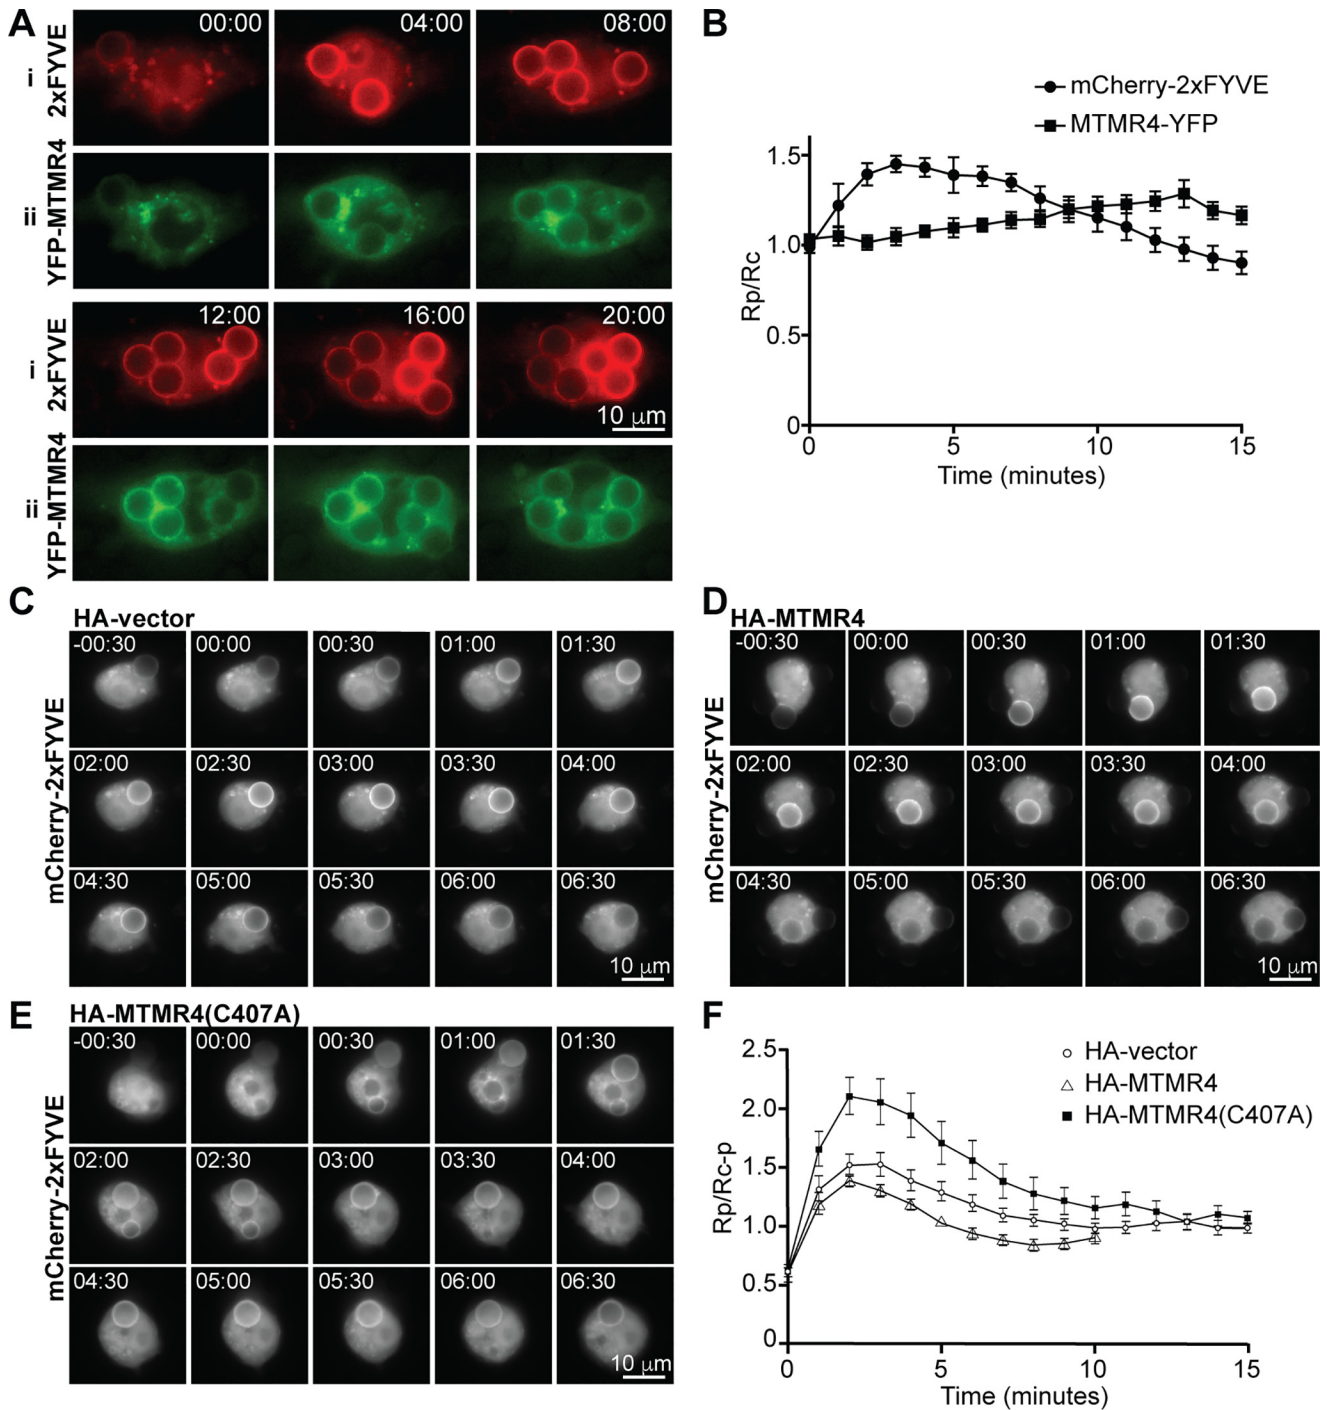 A
i 2xFYVE
00:00
04:00
08:00
ii YFP-MTMR4
i 2xFYVE
12:00
16:00
20:00
10 μm
ii YFP-MTMR4
B
mCherry-2xFYVE
MTMR4-YFP
Rp/Rc
1.5
1.0
0.5
0
0 5 10 15
Time (minutes)
C
HA-vector
mCherry-2xFYVE
-00:30 00:00 00:30 01:00 01:30
02:00 02:30 03:00 03:30 04:00
04:30 05:00 05:30 06:00 06:30
10 μm
D
HA-MTMR4
mCherry-2xFYVE
-00:30 00:00 00:30 01:00 01:30
02:00 02:30 03:00 03:30 04:00
04:30 05:00 05:30 06:00 06:30
10 μm
E
HA-MTMR4(C407A)
mCherry-2xFYVE
-00:30 00:00 00:30 01:00 01:30
02:00 02:30 03:00 03:30 04:00
04:30 05:00 05:30 06:00 06:30
10 μm
F
HA-vector
HA-MTMR4
HA-MTMR4(C407A)
Rp/Rc-p
2.5
2.0
1.5
1.0
0.5
0
0 5 10 15
Time (minutes)